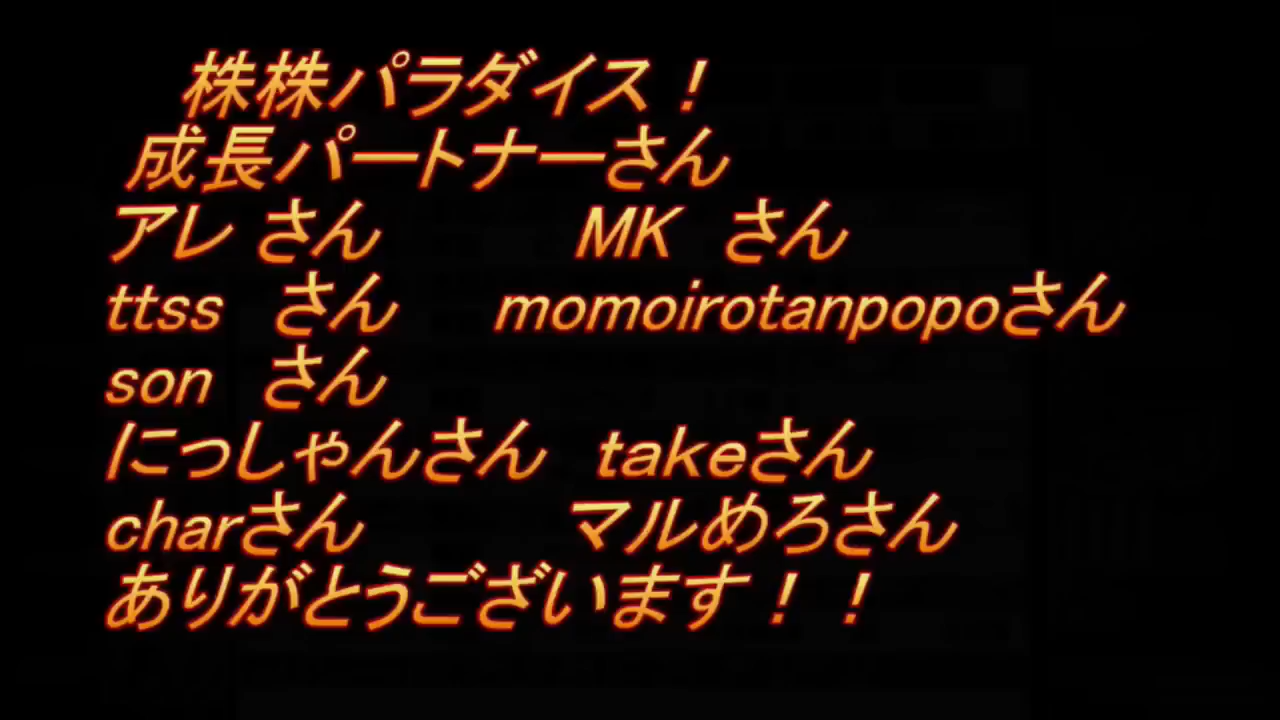 株株パラダイス！
成長パートナーさん
アレ さん　　　MK　さん
ttss　さん　　momoirotanpopoさん
son　さん
にっしゃんさん　takeさん
charさん　　　マルめろさん
ありがとうございます！！